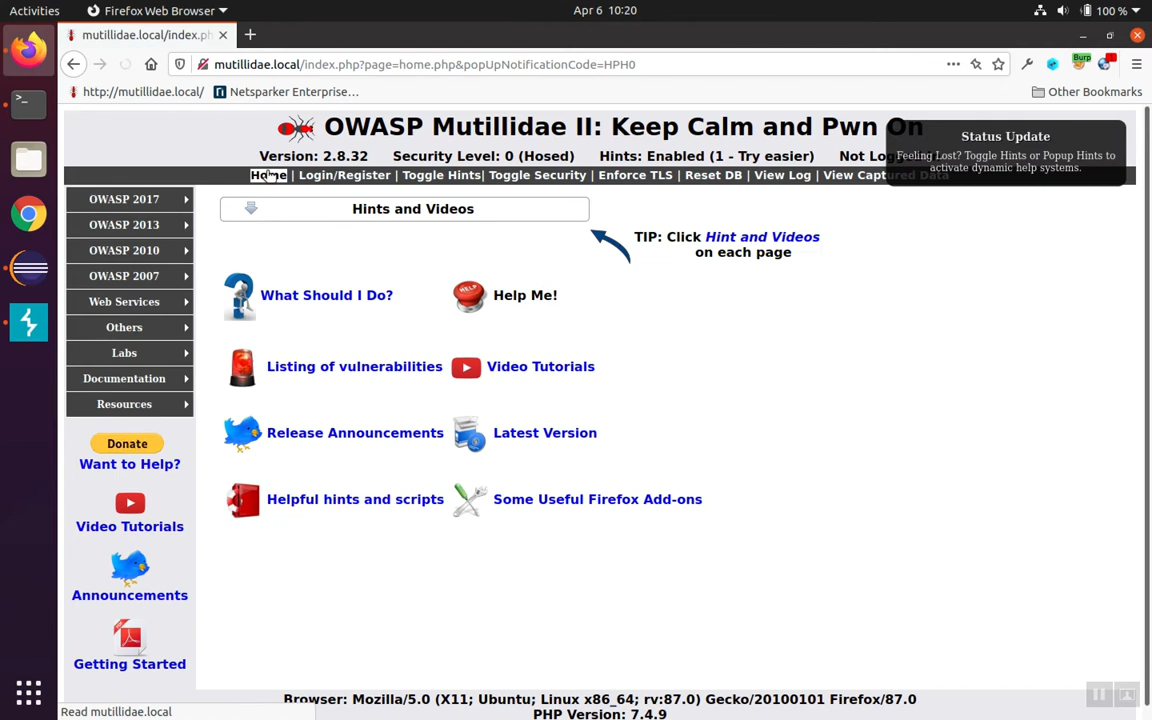 Activities Firefox Web Browser Apr 6 10:20 100 %
mutillidae.local/index.ph
mutillidae.local/index.php?page=home.php&popUpNotificationCode=HPH0 Burp
http://mutillidae.local/ Netsparker Enterprise… Other Bookmarks
OWASP Mutillidae II: Keep Calm and Pwn On
Status Update
Feeling Lost? Toggle Hints or Popup Hints to
activate dynamic help systems.
Version: 2.8.32 Security Level: 0 (Hosed) Hints: Enabled (1 - Try easier) Not Log
Home | Login/Register | Toggle Hints | Toggle Security | Enforce TLS | Reset DB | View Log | View Captured Data
OWASP 2017
OWASP 2013
OWASP 2010
OWASP 2007
Web Services
Others
Labs
Documentation
Resources
Donate
Want to Help?
Video Tutorials
Announcements
Getting Started
Hints and Videos
TIP: Click Hint and Videos
on each page
What Should I Do? Help Me!
HELP
Listing of vulnerabilities Video Tutorials
Release Announcements Latest Version
Helpful hints and scripts Some Useful Firefox Add-ons
Browser: Mozilla/5.0 (X11; Ubuntu; Linux x86_64; rv:87.0) Gecko/20100101 Firefox/87.0
PHP Version: 7.4.9
Read mutillidae.local